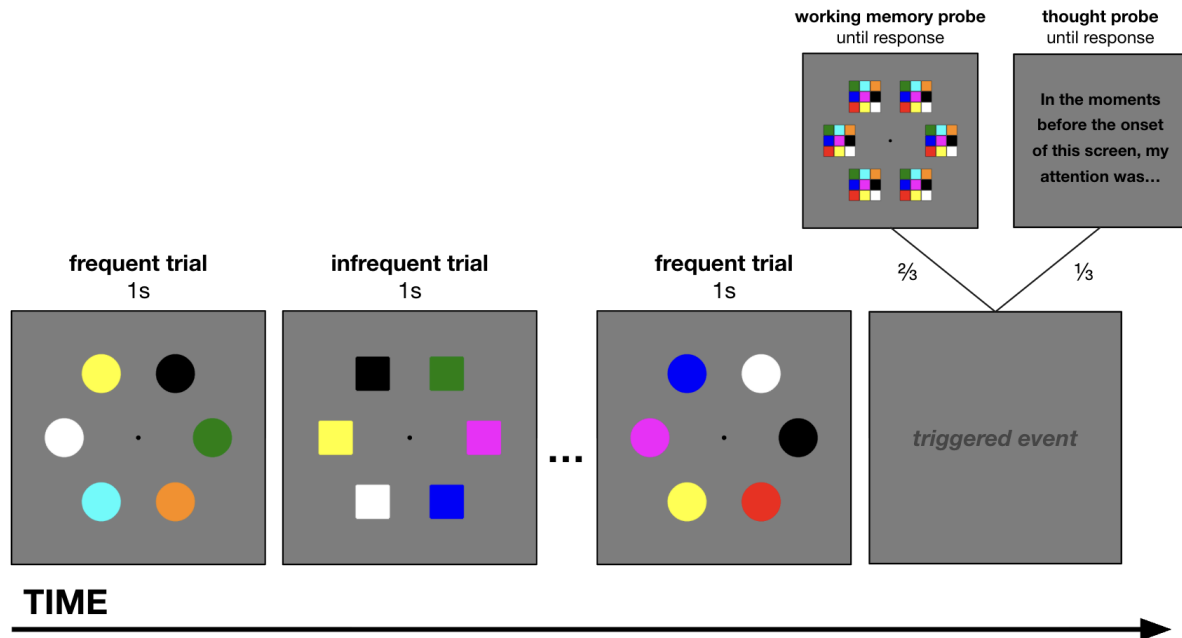 working memory probe
until response
thought probe
until response
In the moments
before the onset
of this screen, my
attention was...
frequent trial
1s
infrequent trial
1s
frequent trial
1s
⅔
⅓
...
triggered event
TIME